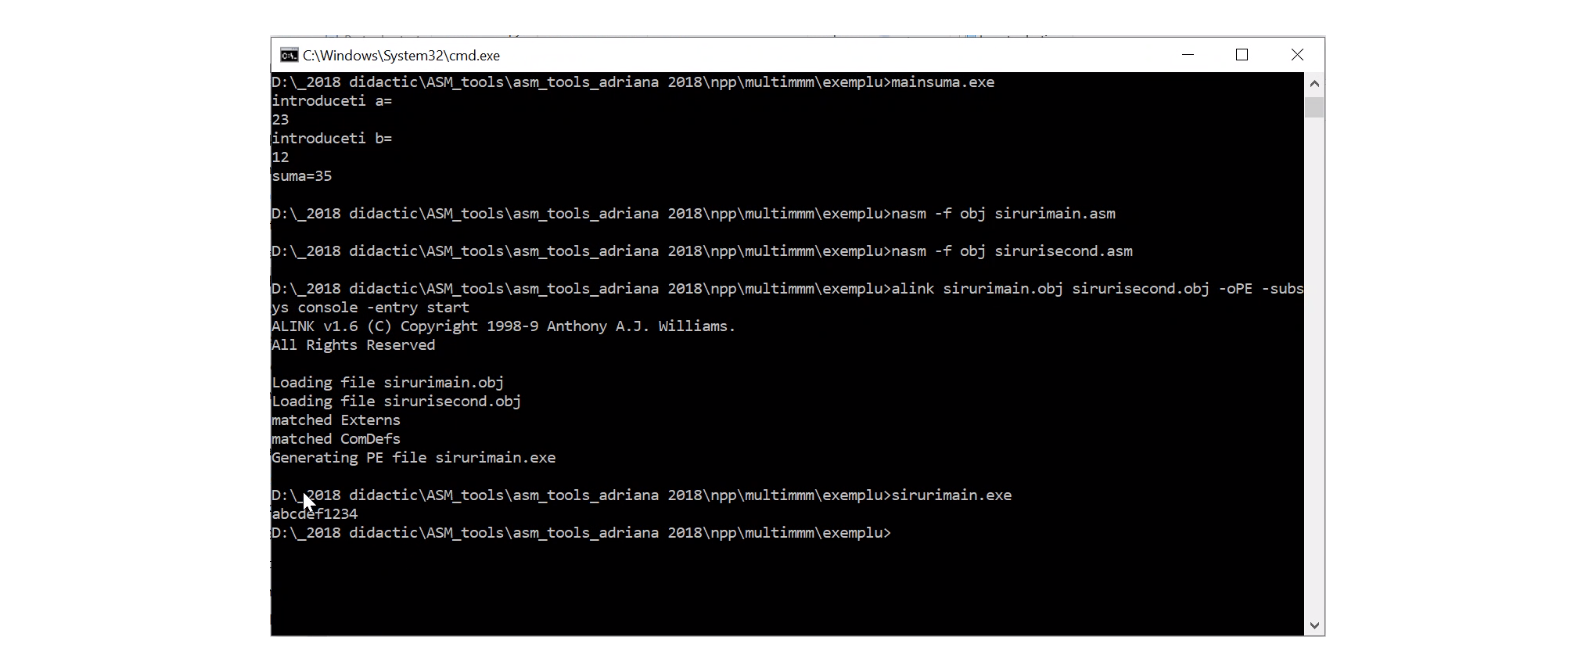 C:\Windows\System32\cmd.exe
D:\_2018 didactic\ASM_tools\asm_tools_adriana 2018\npp\multimmm\exemplu>mainsuma.exe
introduceti a=
23
introduceti b=
12
suma=35
D:\_2018 didactic\ASM_tools\asm_tools_adriana 2018\npp\multimmm\exemplu>nasm -f obj sirurimain.asm
D:\_2018 didactic\ASM_tools\asm_tools_adriana 2018\npp\multimmm\exemplu>nasm -f obj sirurisecond.asm
D:\_2018 didactic\ASM_tools\asm_tools_adriana 2018\npp\multimmm\exemplu>alink sirurimain.obj sirurisecond.obj -oPE -subs
ys console -entry start
ALINK v1.6 (C) Copyright 1998-9 Anthony A.J. Williams.
All Rights Reserved
Loading file sirurimain.obj
Loading file sirurisecond.obj
matched Externs
matched ComDefs
Generating PE file sirurimain.exe
D:\_2018 didactic\ASM_tools\asm_tools_adriana 2018\npp\multimmm\exemplu>sirurimain.exe
abcdef1234
D:\_2018 didactic\ASM_tools\asm_tools_adriana 2018\npp\multimmm\exemplu>